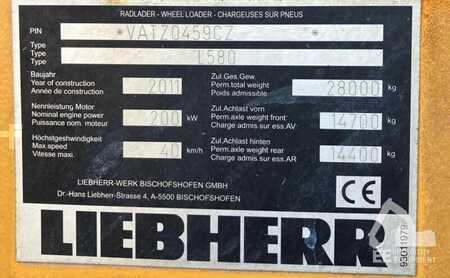 RADLADER - WHEEL LOADER - CHARGEUSES SUR PNEUS
PIN * VATZ0459CZ *
Type
Type L580
Type
Baujahr Zul.Ges.Gew.
Year of construction 2011 Perm.total weight 28000 kg
Année de construction Poids admissible
Nennleistung Motor Zul.Achslast vorn
Nominal engine power 200 kW Perm.axle weight front 14700 kg
Puissance nom. moteur Charge admis sur ess.AV
Höchstgeschwindigkeit Zul.Achslast hinten
Max.speed 40 km/h Perm.axle weight rear 14400 kg
Vitesse maxi. Charge admis sur ess.AR
LIEBHERR-WERK BISCHOFSHOFEN GMBH
Dr.-Hans Liebherr-Strasse 4, A-5500 BISCHOFSHOFEN
CE
LIEBHERR
93011979